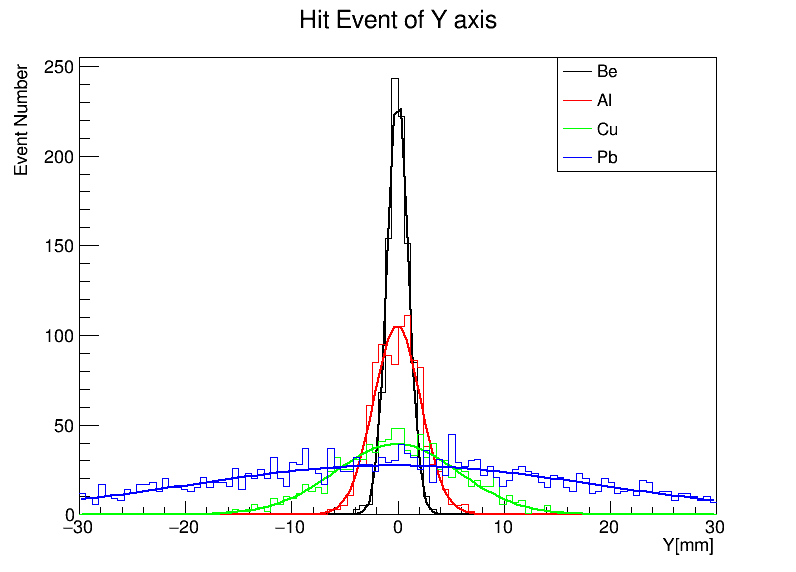 Hit Event of Y axis
Event Number
250
200
150
100
50
0
Be
Al
Cu
Pb
−30 −20 −10 0 10 20 30
Y[mm]